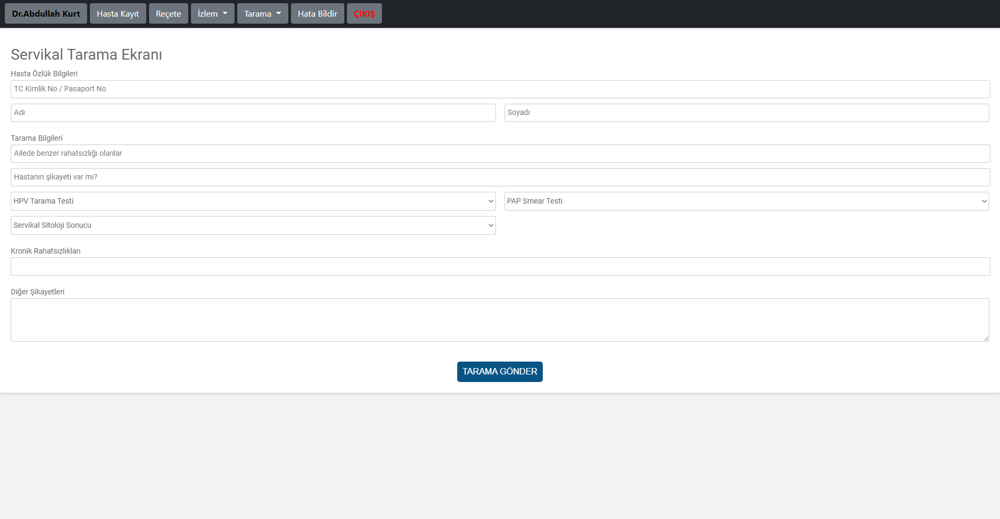 Dr.Abdullah Kurt Hasta Kayıt Reçete İzlem Tarama Hata Bildir ÇIKIŞ
Servikal Tarama Ekranı
Hasta Özlük Bilgileri
TC Kimlik No / Pasaport No
Adı Soyadı
Tarama Bilgileri
Ailede benzer rahatsızlığı olanlar
Hastanın şikayeti var mı?
HPV Tarama Testi PAP Smear Testi
Servikal Sitoloji Sonucu
Kronik Rahatsızlıkları
Diğer Şikayetleri
TARAMA GÖNDER